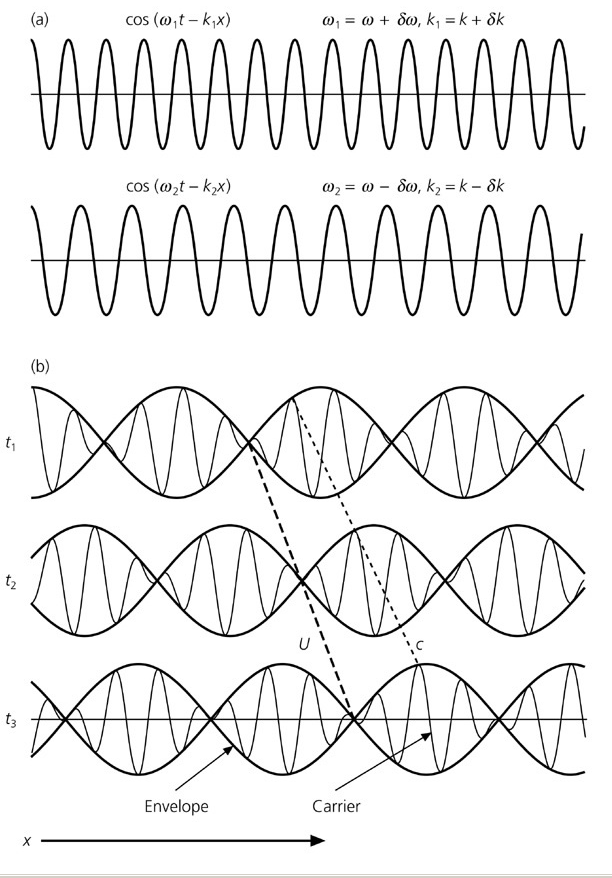 (a) cos (ω₁t – k₁x) ω₁ = ω + δω, k₁ = k + δk
cos (ω₂t – k₂x) ω₂ = ω – δω, k₂ = k – δk
(b)
t₁
t₂
U c
t₃
Envelope Carrier
x